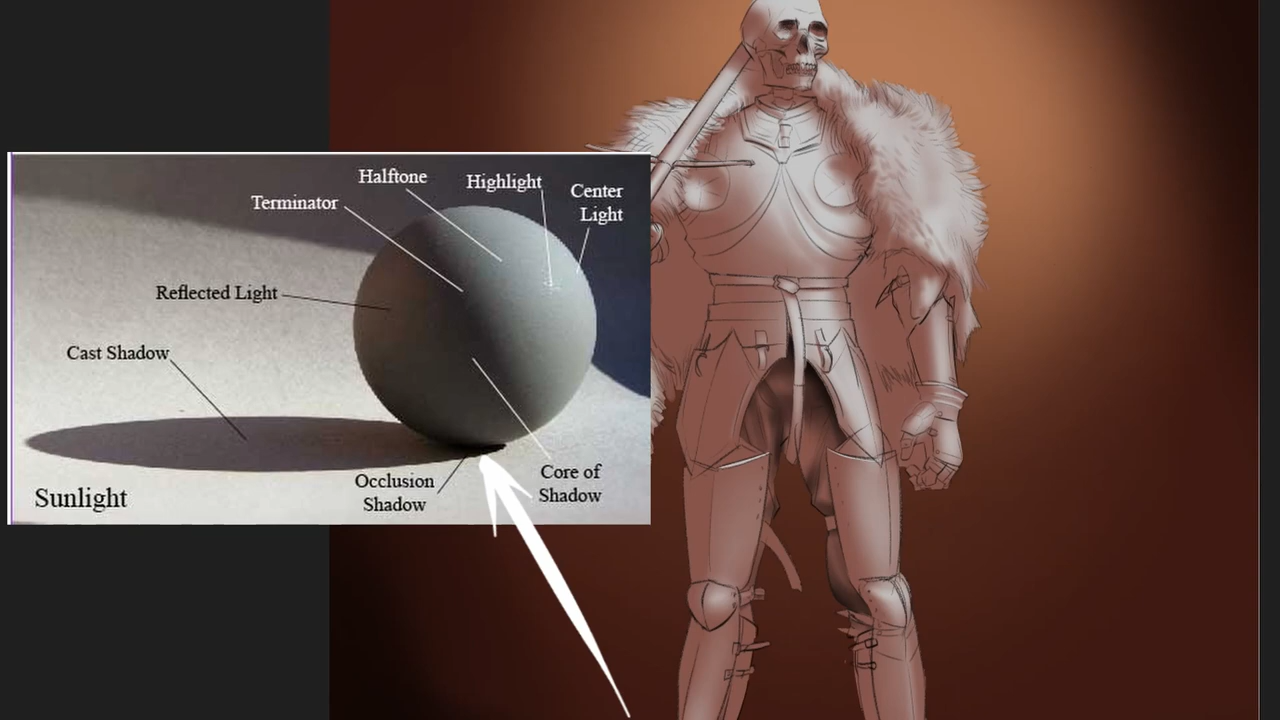 Halftone
Highlight
Center
Light
Terminator
Reflected Light
Cast Shadow
Occlusion
Shadow
Core of
Shadow
Sunlight